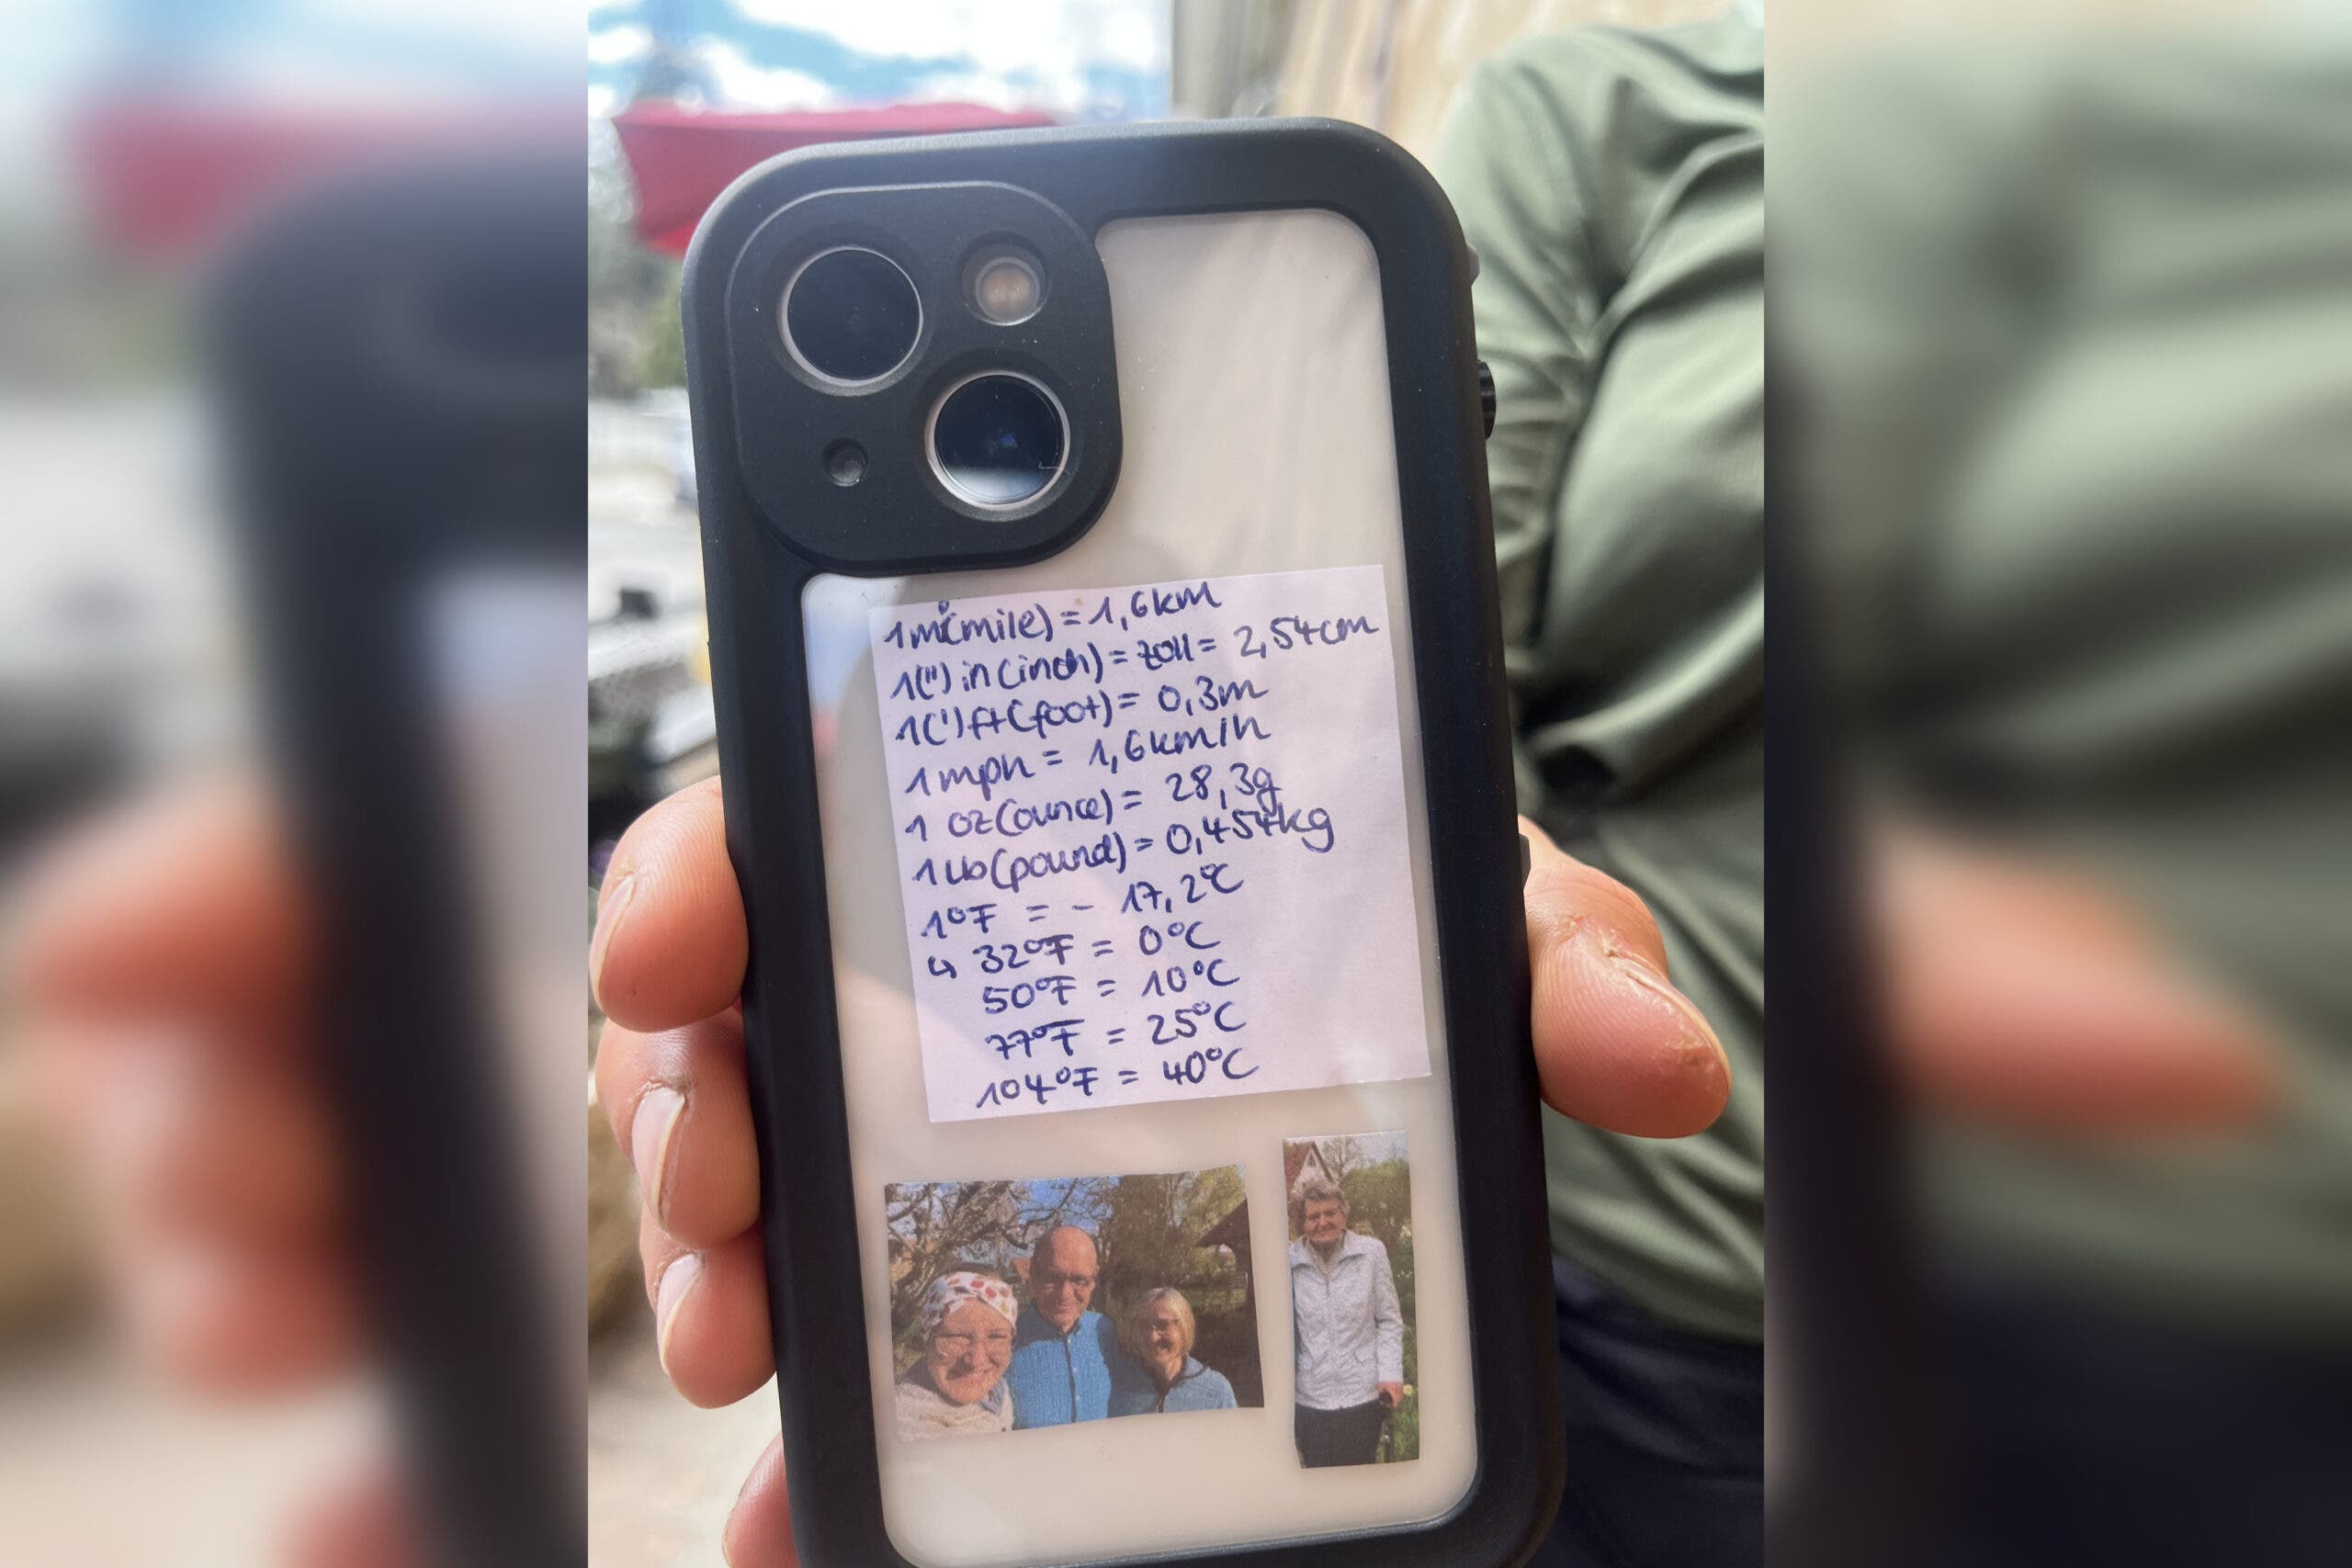 1mi(mile) = 1,6km
1(") in (inch) = zoll = 2,54cm
1(') ft (foot) = 0,3m
1 mph = 1,6km/h
1 oz (ounce) = 28,3g
1 lb (pound) = 0,454kg
1°F = - 17,2°C
↳ 32°F = 0°C
50°F = 10°C
77°F = 25°C
104°F = 40°C